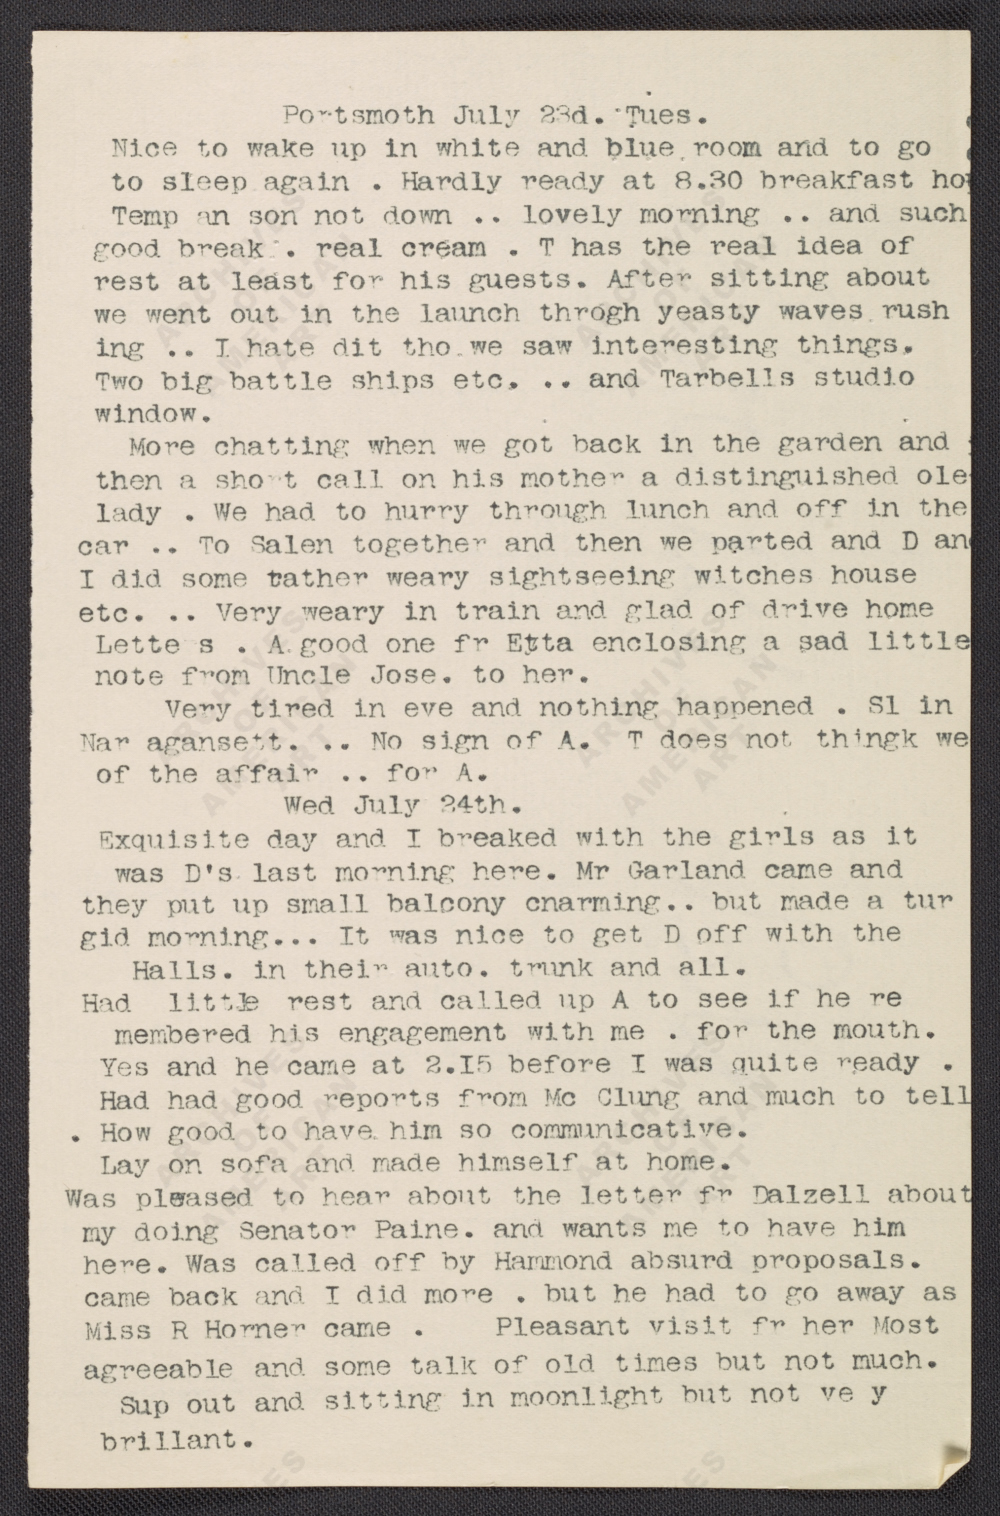 Portsmoth July 23d. Tues.
Nice to wake up in white and blue room and to go
to sleep again . Hardly ready at 8.30 breakfast ho
Temp an son not down .. lovely morning .. and such
good break . real cream . T has the real idea of
rest at least for his guests. After sitting about
we went out in the launch throgh yeasty waves rush
ing .. I hate dit tho we saw interesting things.
Two big battle ships etc. .. and Tarbells studio
window.
More chatting when we got back in the garden and
then a sho t call on his mother a distinguished ole
lady . We had to hurry through lunch and off in the
car .. To Salen together and then we parted and D an
I did some rather weary sightseeing witches house
etc. .. Very weary in train and glad of drive home
Lette s . A good one fr Etta enclosing a sad little
note from Uncle Jose. to her.
Very tired in eve and nothing happened . Sl in
Nar agansett. .. No sign of A. T does not thingk we
of the affair .. for A.
Wed July 24th.
Exquisite day and I breaked with the girls as it
was D's last morning here. Mr Garland came and
they put up small balcony cnarming.. but made a tur
gid morning... It was nice to get D off with the
Halls. in their auto. trunk and all.
Had little rest and called up A to see if he re
membered his engagement with me . for the mouth.
Yes and he came at 2.I5 before I was quite ready .
Had had good reports from Mc Clung and much to tell
. How good to have him so communicative.
Lay on sofa and made himself at home.
Was pleased to hear about the letter fr Dalzell about
my doing Senator Paine. and wants me to have him
here. Was called off by Hammond absurd proposals.
came back and I did more . but he had to go away as
Miss R Horner came . Pleasant visit fr her Most
agreeable and some talk of old times but not much.
Sup out and sitting in moonlight but not ve y
brillant.
ARCHIVES OF AMERICAN ART